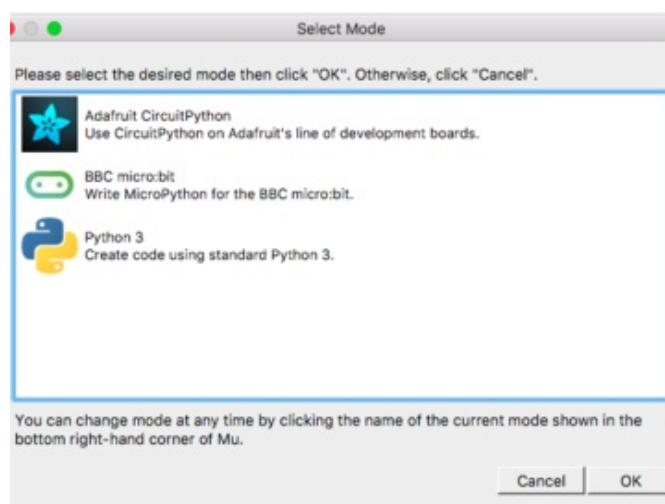 Select Mode
Please select the desired mode then click "OK". Otherwise, click "Cancel".
Adafruit CircuitPython
Use CircuitPython on Adafruit's line of development boards.
BBC micro:bit
Write MicroPython for the BBC micro:bit.
Python 3
Create code using standard Python 3.
You can change mode at any time by clicking the name of the current mode shown in the
bottom right-hand corner of Mu.
Cancel OK